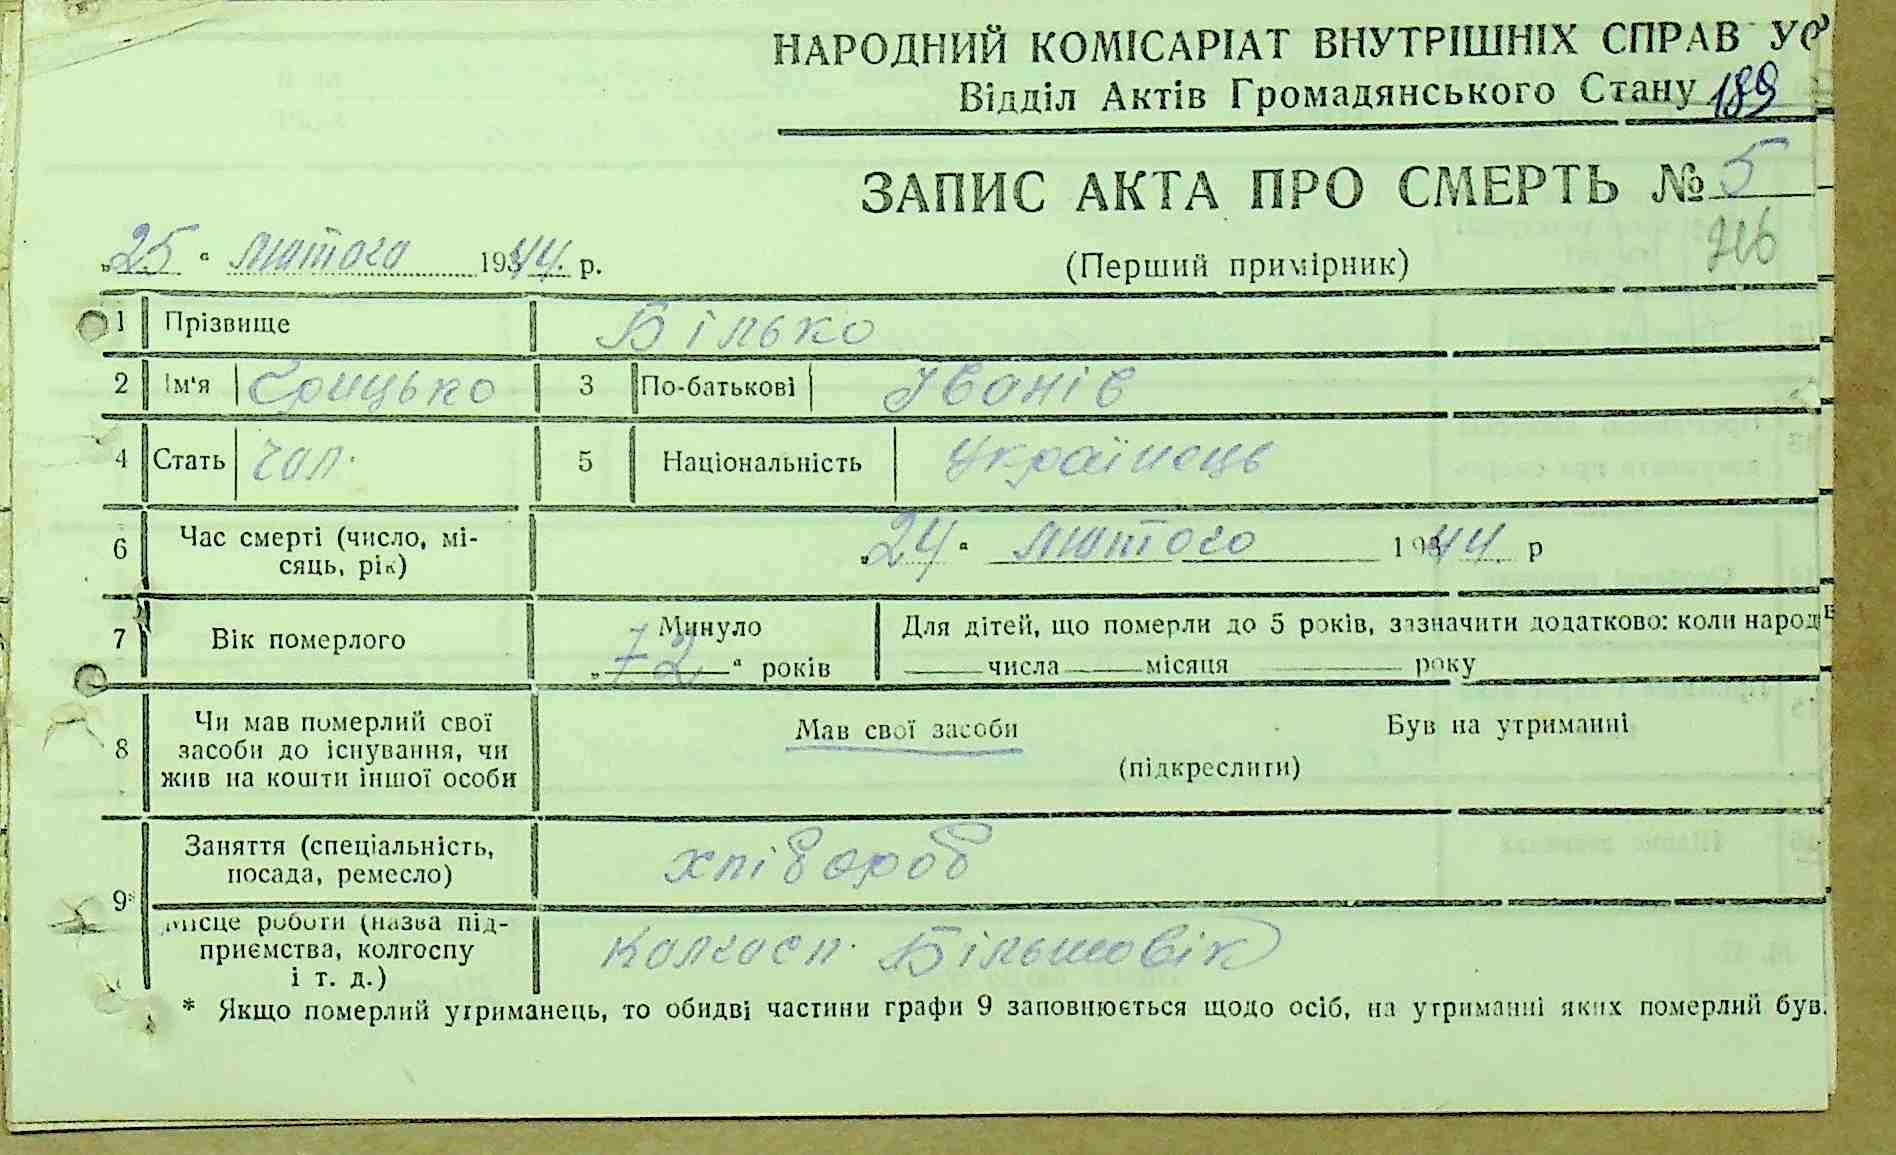 НАРОДНИЙ КОМІСАРІАТ ВНУТРІШНІХ СПРАВ
Відділ Актів Громадянського Стану 189
ЗАПИС АКТА ПРО СМЕРТЬ № 5
„25“ лютого 1944 р.
(Перший примірник)
1 Прізвище Білько
2 Ім'я Грицько 3 По-батькові Іванів
4 Стать чол. 5 Національність Українець
6 Час смерті (число, мі-
сяць, рік) „24“ лютого 1944 р
7 Вік померлого Минуло „72“ років
Для дітей, що померли до 5 років, зазначити додатково: коли народ
числа місяця року
8 Чи мав померлий свої
засоби до існування, чи
жив на кошти іншої особи
Мав свої засоби Був на утриманні
(підкреслити)
9* Заняття (спеціальність,
посада, ремесло) хлібороб
Місце роботи (назва під-
приємства, колгоспу
і т. д.) Колгосп. Більшовік
* Якщо померлий утриманець, то обидві частини графи 9 заповнюється щодо осіб, на утриманні яких померлий був.